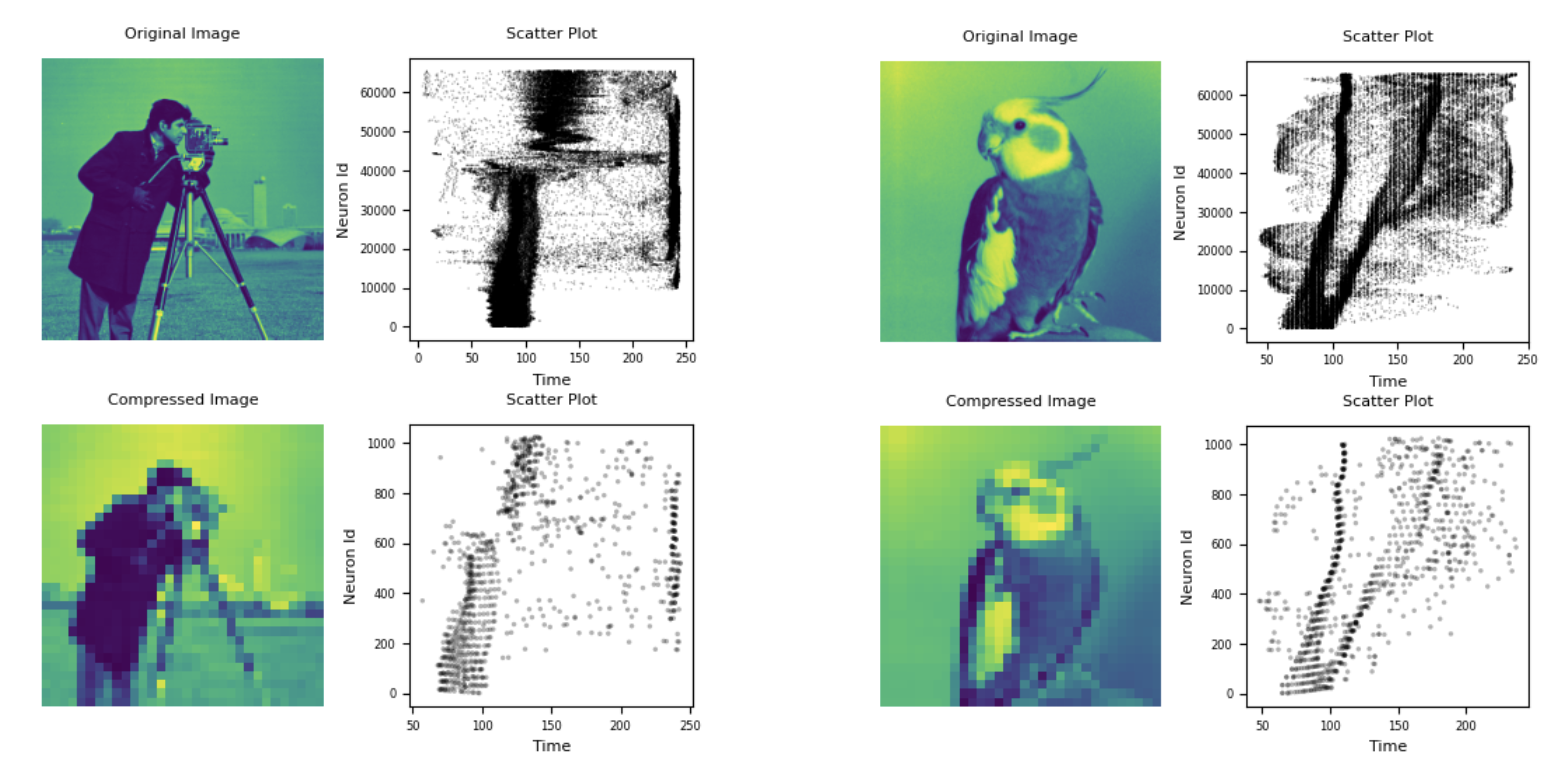 Original Image
Scatter Plot
60000
50000
40000
30000
20000
10000
0
Neuron Id
0 50 100 150 200 250
Time
Original Image
Scatter Plot
60000
50000
40000
30000
20000
10000
0
Neuron Id
50 100 150 200 250
Time
Compressed Image
Scatter Plot
1000
800
600
400
200
0
Neuron Id
50 100 150 200 250
Time
Compressed Image
Scatter Plot
1000
800
600
400
200
0
Neuron Id
50 100 150 200
Time